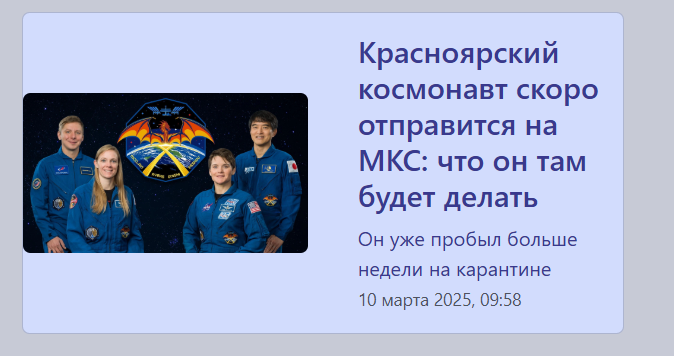 Красноярский
космонавт скоро
отправится на
МКС: что он там
будет делать
Он уже пробыл больше
недели на карантине
10 марта 2025, 09:58